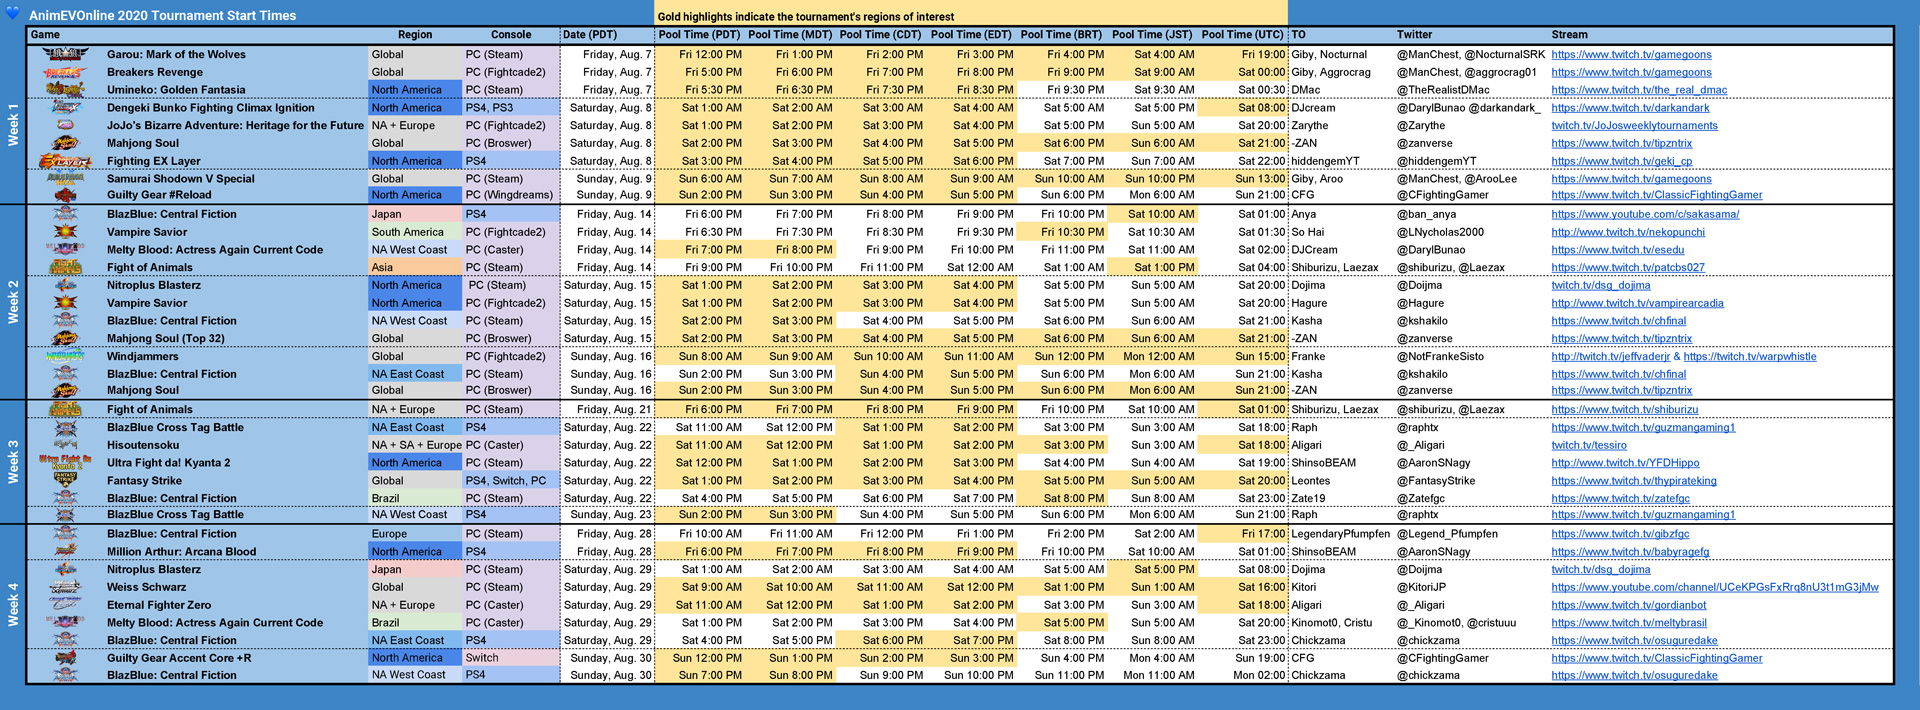 AnimEVOnline 2020 Tournament Start Times
Gold highlights indicate the tournament's regions of interest
Game Region Console Date (PDT) Pool Time (PDT) Pool Time (MDT) Pool Time (CDT) Pool Time (EDT) Pool Time (BRT) Pool Time (JST) Pool Time (UTC) TO Twitter Stream
Week 1
Garou: Mark of the Wolves Global PC (Steam) Friday, Aug. 7 Fri 12:00 PM Fri 1:00 PM Fri 2:00 PM Fri 3:00 PM Fri 4:00 PM Sat 4:00 AM Fri 19:00 Giby, Nocturnal @ManChest, @NocturnalSRK https://www.twitch.tv/gamegoons
Breakers Revenge Global PC (Fightcade2) Friday, Aug. 7 Fri 5:00 PM Fri 6:00 PM Fri 7:00 PM Fri 8:00 PM Fri 9:00 PM Sat 9:00 AM Sat 00:00 Giby, Aggrocrag @ManChest, @aggrocrag01 https://www.twitch.tv/gamegoons
Umineko: Golden Fantasia North America PC (Steam) Friday, Aug. 7 Fri 5:30 PM Fri 6:30 PM Fri 7:30 PM Fri 8:30 PM Fri 9:30 PM Sat 9:30 AM Sat 00:30 DMac @TheRealistDMac https://www.twitch.tv/the_real_dmac
Dengeki Bunko Fighting Climax Ignition North America PS4, PS3 Saturday, Aug. 8 Sat 1:00 AM Sat 2:00 AM Sat 3:00 AM Sat 4:00 AM Sat 5:00 AM Sat 5:00 PM Sat 08:00 DJcream @DarylBunao @darkandark_ https://www.twitch.tv/darkandark
JoJo's Bizarre Adventure: Heritage for the Future NA + Europe PC (Fightcade2) Saturday, Aug. 8 Sat 1:00 PM Sat 2:00 PM Sat 3:00 PM Sat 4:00 PM Sat 5:00 PM Sun 5:00 AM Sat 20:00 Zarythe @Zarythe twitch.tv/JoJosweeklytournaments
Mahjong Soul Global PC (Broswer) Saturday, Aug. 8 Sat 2:00 PM Sat 3:00 PM Sat 4:00 PM Sat 5:00 PM Sat 6:00 PM Sun 6:00 AM Sat 21:00 -ZAN @zanverse https://www.twitch.tv/tipzntrix
Fighting EX Layer North America PS4 Saturday, Aug. 8 Sat 3:00 PM Sat 4:00 PM Sat 5:00 PM Sat 6:00 PM Sat 7:00 PM Sun 7:00 AM Sat 22:00 hiddengemYT @hiddengemYT https://www.twitch.tv/geki_cp
Samurai Shodown V Special Global PC (Steam) Sunday, Aug. 9 Sun 6:00 AM Sun 7:00 AM Sun 8:00 AM Sun 9:00 AM Sun 10:00 AM Sun 10:00 PM Sun 13:00 Giby, Aroo @ManChest, @ArooLee https://www.twitch.tv/gamegoons
Guilty Gear #Reload North America PC (Wingdreams) Sunday, Aug. 9 Sun 2:00 PM Sun 3:00 PM Sun 4:00 PM Sun 5:00 PM Sun 6:00 PM Mon 6:00 AM Sun 21:00 CFG @CFightingGamer https://www.twitch.tv/ClassicFightingGamer
Week 2
BlazBlue: Central Fiction Japan PS4 Friday, Aug. 14 Fri 6:00 PM Fri 7:00 PM Fri 8:00 PM Fri 9:00 PM Fri 10:00 PM Sat 10:00 AM Sat 01:00 Anya @ban_anya https://www.youtube.com/c/sakasama/
Vampire Savior South America PC (Fightcade2) Friday, Aug. 14 Fri 6:30 PM Fri 7:30 PM Fri 8:30 PM Fri 9:30 PM Fri 10:30 PM Sat 10:30 AM Sat 01:30 So Hai @LNycholas2000 http://www.twitch.tv/nekopunchi
Melty Blood: Actress Again Current Code NA West Coast PC (Caster) Friday, Aug. 14 Fri 7:00 PM Fri 8:00 PM Fri 9:00 PM Fri 10:00 PM Fri 11:00 PM Sat 11:00 AM Sat 02:00 DJCream @DarylBunao https://www.twitch.tv/esedu
Fight of Animals Asia PC (Steam) Friday, Aug. 14 Fri 9:00 PM Fri 10:00 PM Fri 11:00 PM Sat 12:00 AM Sat 1:00 AM Sat 1:00 PM Sat 04:00 Shiburizu, Laezax @shiburizu, @Laezax https://www.twitch.tv/patcbs027
Nitroplus Blasterz North America PC (Steam) Saturday, Aug. 15 Sat 1:00 PM Sat 2:00 PM Sat 3:00 PM Sat 4:00 PM Sat 5:00 PM Sun 5:00 AM Sat 20:00 Dojima @Doijma twitch.tv/dsg_dojima
Vampire Savior North America PC (Fightcade2) Saturday, Aug. 15 Sat 1:00 PM Sat 2:00 PM Sat 3:00 PM Sat 4:00 PM Sat 5:00 PM Sun 5:00 AM Sat 20:00 Hagure @Hagure http://www.twitch.tv/vampirearcadia
BlazBlue: Central Fiction NA West Coast PC (Steam) Saturday, Aug. 15 Sat 2:00 PM Sat 3:00 PM Sat 4:00 PM Sat 5:00 PM Sat 6:00 PM Sun 6:00 AM Sat 21:00 Kasha @kshakilo https://www.twitch.tv/chfinal
Mahjong Soul (Top 32) Global PC (Broswer) Saturday, Aug. 15 Sat 2:00 PM Sat 3:00 PM Sat 4:00 PM Sat 5:00 PM Sat 6:00 PM Sun 6:00 AM Sat 21:00 -ZAN @zanverse https://www.twitch.tv/tipzntrix
Windjammers Global PC (Fightcade2) Sunday, Aug. 16 Sun 8:00 AM Sun 9:00 AM Sun 10:00 AM Sun 11:00 AM Sun 12:00 PM Mon 12:00 AM Sun 15:00 Franke @NotFrankeSisto http://twitch.tv/jeffvaderjr & https://twitch.tv/warpwhistle
BlazBlue: Central Fiction NA East Coast PC (Steam) Sunday, Aug. 16 Sun 2:00 PM Sun 3:00 PM Sun 4:00 PM Sun 5:00 PM Sun 6:00 PM Mon 6:00 AM Sun 21:00 Kasha @kshakilo https://www.twitch.tv/chfinal
Mahjong Soul Global PC (Broswer) Sunday, Aug. 16 Sun 2:00 PM Sun 3:00 PM Sun 4:00 PM Sun 5:00 PM Sun 6:00 PM Mon 6:00 AM Sun 21:00 -ZAN @zanverse https://www.twitch.tv/tipzntrix
Week 3
Fight of Animals NA + Europe PC (Steam) Friday, Aug. 21 Fri 6:00 PM Fri 7:00 PM Fri 8:00 PM Fri 9:00 PM Fri 10:00 PM Sat 10:00 AM Sat 01:00 Shiburizu, Laezax @shiburizu, @Laezax https://www.twitch.tv/shiburizu
BlazBlue Cross Tag Battle NA East Coast PS4 Saturday, Aug. 22 Sat 11:00 AM Sat 12:00 PM Sat 1:00 PM Sat 2:00 PM Sat 3:00 PM Sun 3:00 AM Sat 18:00 Raph @raphtx https://www.twitch.tv/guzmangaming1
Hisoutensoku NA + SA + Europe PC (Caster) Saturday, Aug. 22 Sat 11:00 AM Sat 12:00 PM Sat 1:00 PM Sat 2:00 PM Sat 3:00 PM Sun 3:00 AM Sat 18:00 Aligari @_Aligari twitch.tv/tessiro
Ultra Fight da! Kyanta 2 North America PC (Steam) Saturday, Aug. 22 Sat 12:00 PM Sat 1:00 PM Sat 2:00 PM Sat 3:00 PM Sat 4:00 PM Sun 4:00 AM Sat 19:00 ShinsoBEAM @AaronSNagy http://www.twitch.tv/YFDHippo
Fantasy Strike Global PS4, Switch, PC Saturday, Aug. 22 Sat 1:00 PM Sat 2:00 PM Sat 3:00 PM Sat 4:00 PM Sat 5:00 PM Sun 5:00 AM Sat 20:00 Leontes @FantasyStrike https://www.twitch.tv/thypirateking
BlazBlue: Central Fiction Brazil PC (Steam) Saturday, Aug. 22 Sat 4:00 PM Sat 5:00 PM Sat 6:00 PM Sat 7:00 PM Sat 8:00 PM Sun 8:00 AM Sat 23:00 Zate19 @Zatefgc https://www.twitch.tv/zatefgc
BlazBlue Cross Tag Battle NA West Coast PS4 Sunday, Aug. 23 Sun 2:00 PM Sun 3:00 PM Sun 4:00 PM Sun 5:00 PM Sun 6:00 PM Mon 6:00 AM Sun 21:00 Raph @raphtx https://www.twitch.tv/guzmangaming1
Week 4
BlazBlue: Central Fiction Europe PC (Steam) Friday, Aug. 28 Fri 10:00 AM Fri 11:00 AM Fri 12:00 PM Fri 1:00 PM Fri 2:00 PM Sat 2:00 AM Fri 17:00 LegendaryPfumpfen @Legend_Pfumpfen https://www.twitch.tv/gibzfgc
Million Arthur: Arcana Blood North America PS4 Friday, Aug. 28 Fri 6:00 PM Fri 7:00 PM Fri 8:00 PM Fri 9:00 PM Fri 10:00 PM Sat 10:00 AM Sat 01:00 ShinsoBEAM @AaronSNagy https://www.twitch.tv/babyragefg
Nitroplus Blasterz Japan PC (Steam) Saturday, Aug. 29 Sat 1:00 AM Sat 2:00 AM Sat 3:00 AM Sat 4:00 AM Sat 5:00 AM Sat 5:00 PM Sat 08:00 Dojima @Doijma twitch.tv/dsg_dojima
Weiss Schwarz Global PC (Steam) Saturday, Aug. 29 Sat 9:00 AM Sat 10:00 AM Sat 11:00 AM Sat 12:00 PM Sat 1:00 PM Sun 1:00 AM Sat 16:00 Kitori @KitoriJP https://www.youtube.com/channel/UCeKPGsFxRrq8nU3t1mG3jMw
Eternal Fighter Zero NA + Europe PC (Caster) Saturday, Aug. 29 Sat 11:00 AM Sat 12:00 PM Sat 1:00 PM Sat 2:00 PM Sat 3:00 PM Sun 3:00 AM Sat 18:00 Aligari @_Aligari https://www.twitch.tv/gordianbot
Melty Blood: Actress Again Current Code Brazil PC (Caster) Saturday, Aug. 29 Sat 1:00 PM Sat 2:00 PM Sat 3:00 PM Sat 4:00 PM Sat 5:00 PM Sun 5:00 AM Sat 20:00 Kinomot0, Cristu @_Kinomot0, @cristuuu https://www.twitch.tv/meltybrasil
BlazBlue: Central Fiction NA East Coast PS4 Saturday, Aug. 29 Sat 4:00 PM Sat 5:00 PM Sat 6:00 PM Sat 7:00 PM Sat 8:00 PM Sun 8:00 AM Sat 23:00 Chickzama @chickzama https://www.twitch.tv/osuguredake
Guilty Gear Accent Core +R North America Switch Sunday, Aug. 30 Sun 12:00 PM Sun 1:00 PM Sun 2:00 PM Sun 3:00 PM Sun 4:00 PM Mon 4:00 AM Sun 19:00 CFG @CFightingGamer https://www.twitch.tv/ClassicFightingGamer
BlazBlue: Central Fiction NA West Coast PS4 Sunday, Aug. 30 Sun 7:00 PM Sun 8:00 PM Sun 9:00 PM Sun 10:00 PM Sun 11:00 PM Mon 11:00 AM Mon 02:00 Chickzama @chickzama https://www.twitch.tv/osuguredake